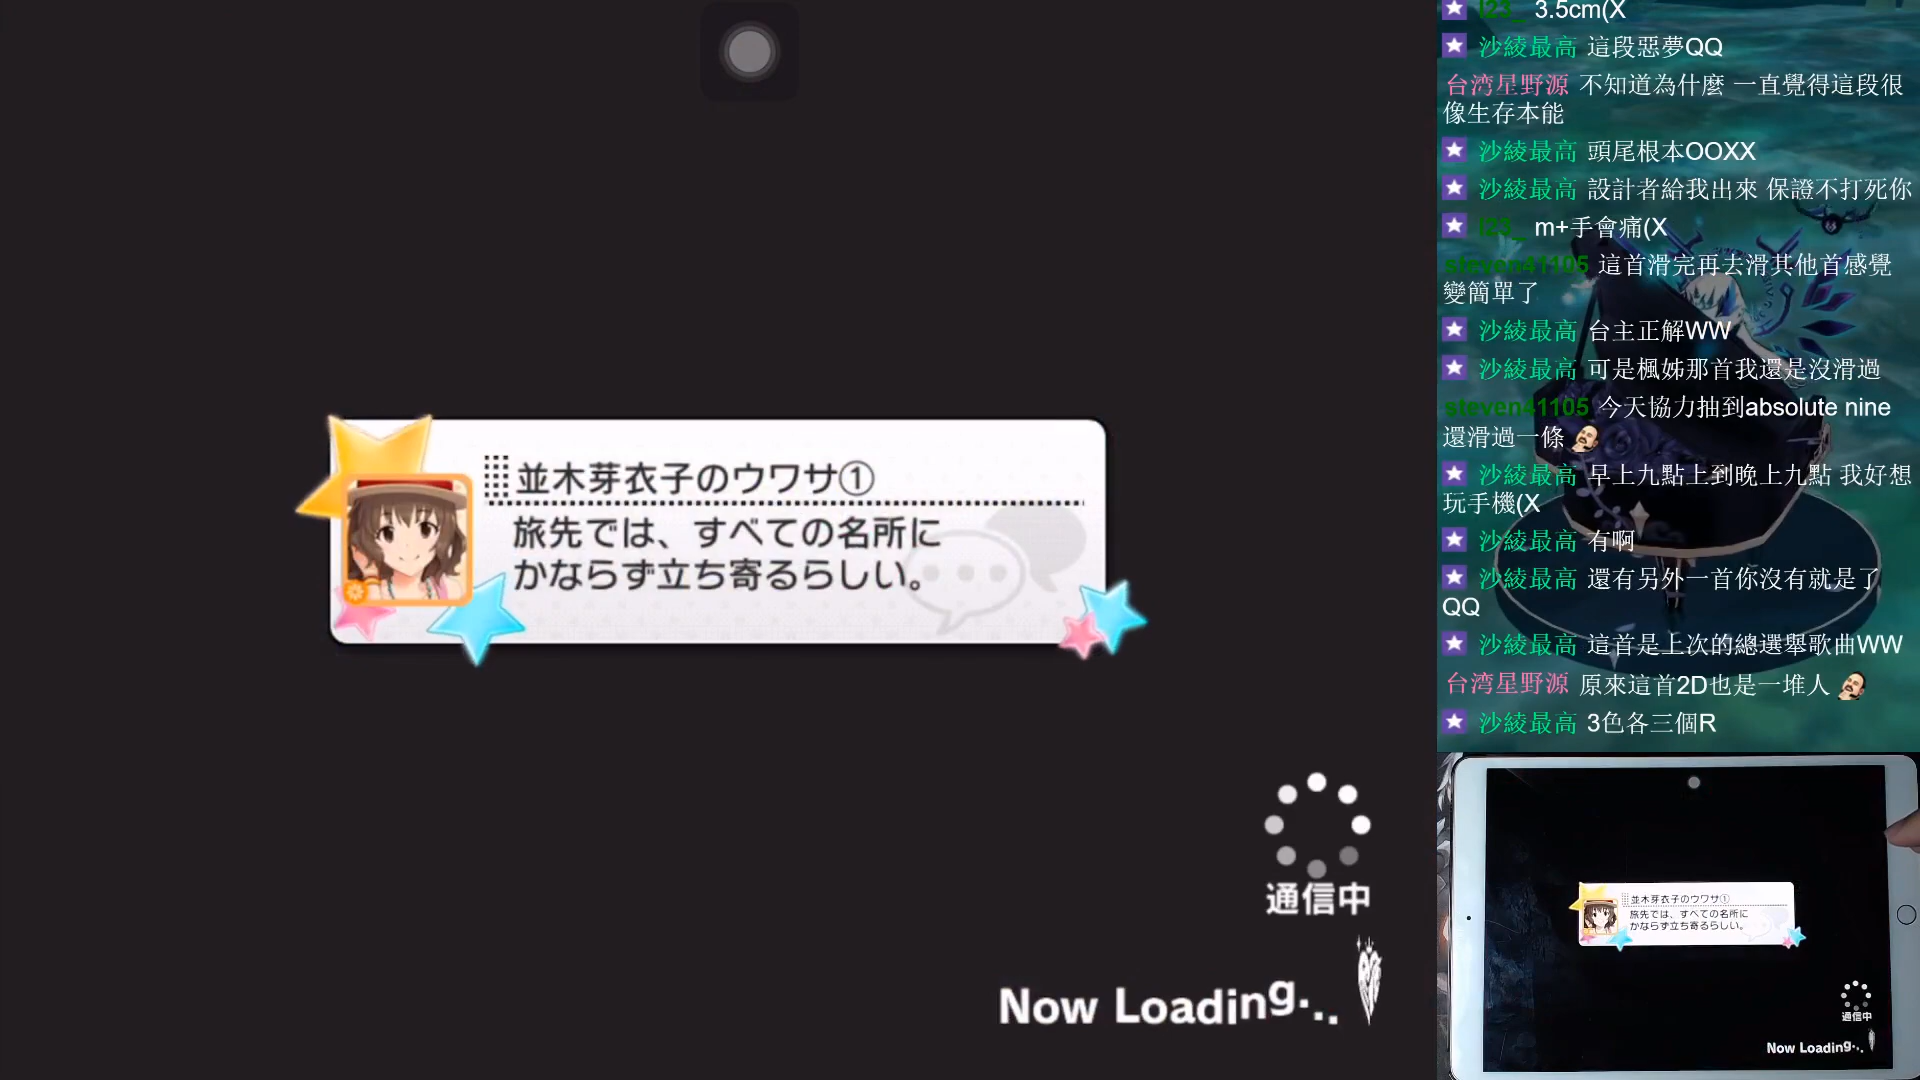 並木芽衣子のウワサ①
旅先では、すべての名所に
かならず立ち寄るらしい。
通信中
Now Loading...
l23_ 3.5cm(X
沙綾最高 這段惡夢QQ
台湾星野源 不知道為什麼 一直覺得這段很
像生存本能
沙綾最高 頭尾根本OOXX
沙綾最高 設計者給我出來 保證不打死你
l23_ m+手會痛(X
steven41105 這首滑完再去滑其他首感覺
變簡單了
沙綾最高 台主正解WW
沙綾最高 可是楓姊那首我還是沒滑過
steven41105 今天協力抽到absolute nine
還滑過一條
沙綾最高 早上九點上到晚上九點 我好想
玩手機(X
沙綾最高 有啊
沙綾最高 還有另外一首你沒有就是了
QQ
沙綾最高 這首是上次的總選舉歌曲WW
台湾星野源 原來這首2D也是一堆人
沙綾最高 3色各三個R
並木芽衣子のウワサ①
旅先では、すべての名所に
かならず立ち寄るらしい。
通信中
Now Loading...